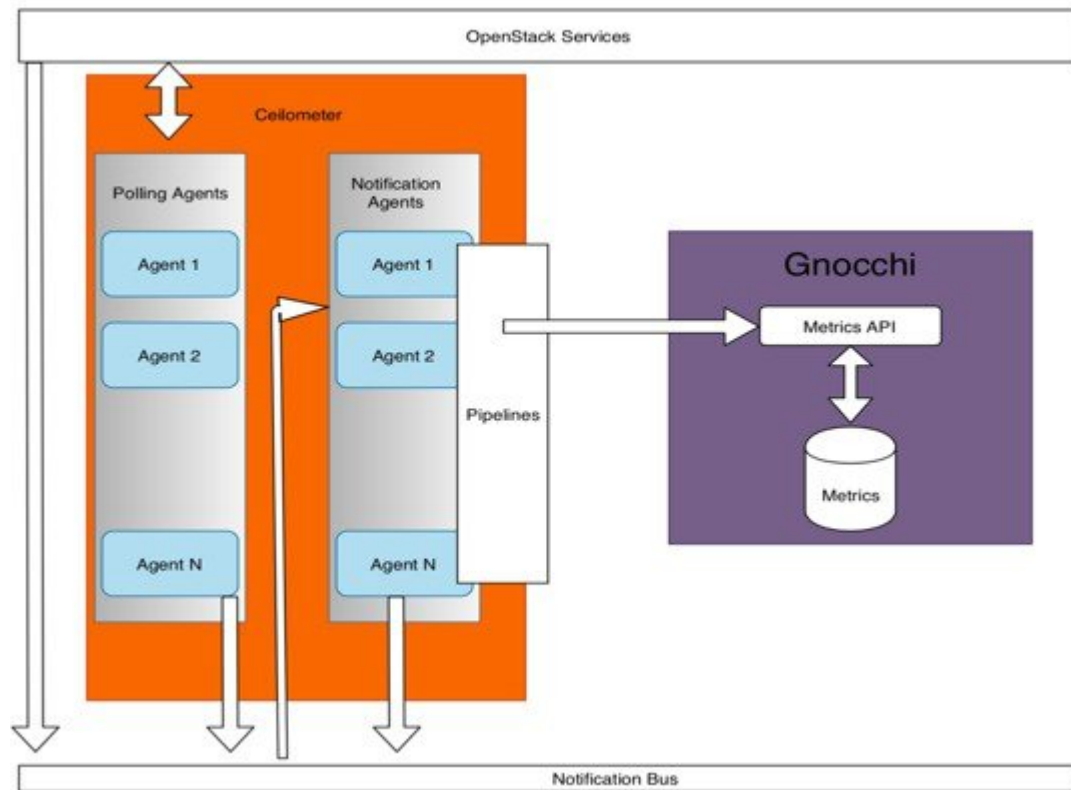 OpenStack Services
Ceilometer
Polling Agents
Agent 1
Agent 2
Agent N
Notification
Agents
Agent 1
Agent 2
Agent N
Pipelines
Gnocchi
Metrics API
Metrics
Notification Bus